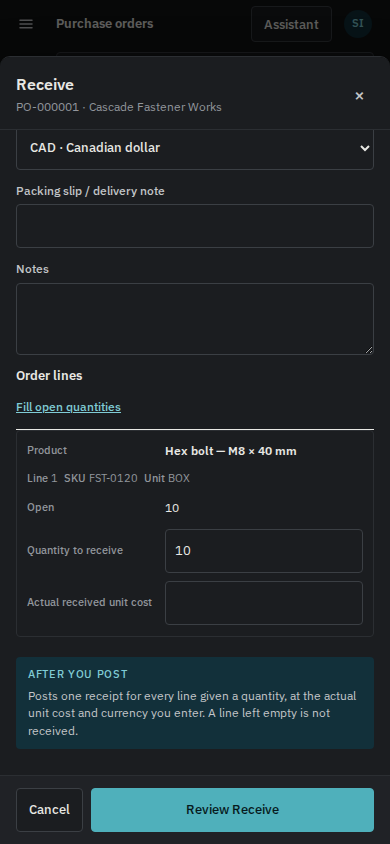 Purchase orders
Assistant
SI
Receive
PO-000001 · Cascade Fastener Works
×
CAD · Canadian dollar
Packing slip / delivery note
Notes
Order lines
Fill open quantities
Product
Hex bolt — M8 × 40 mm
Line 1 SKU FST-0120 Unit BOX
Open
10
Quantity to receive
10
Actual received unit cost
AFTER YOU POST
Posts one receipt for every line given a quantity, at the actual
unit cost and currency you enter. A line left empty is not
received.
Cancel
Review Receive